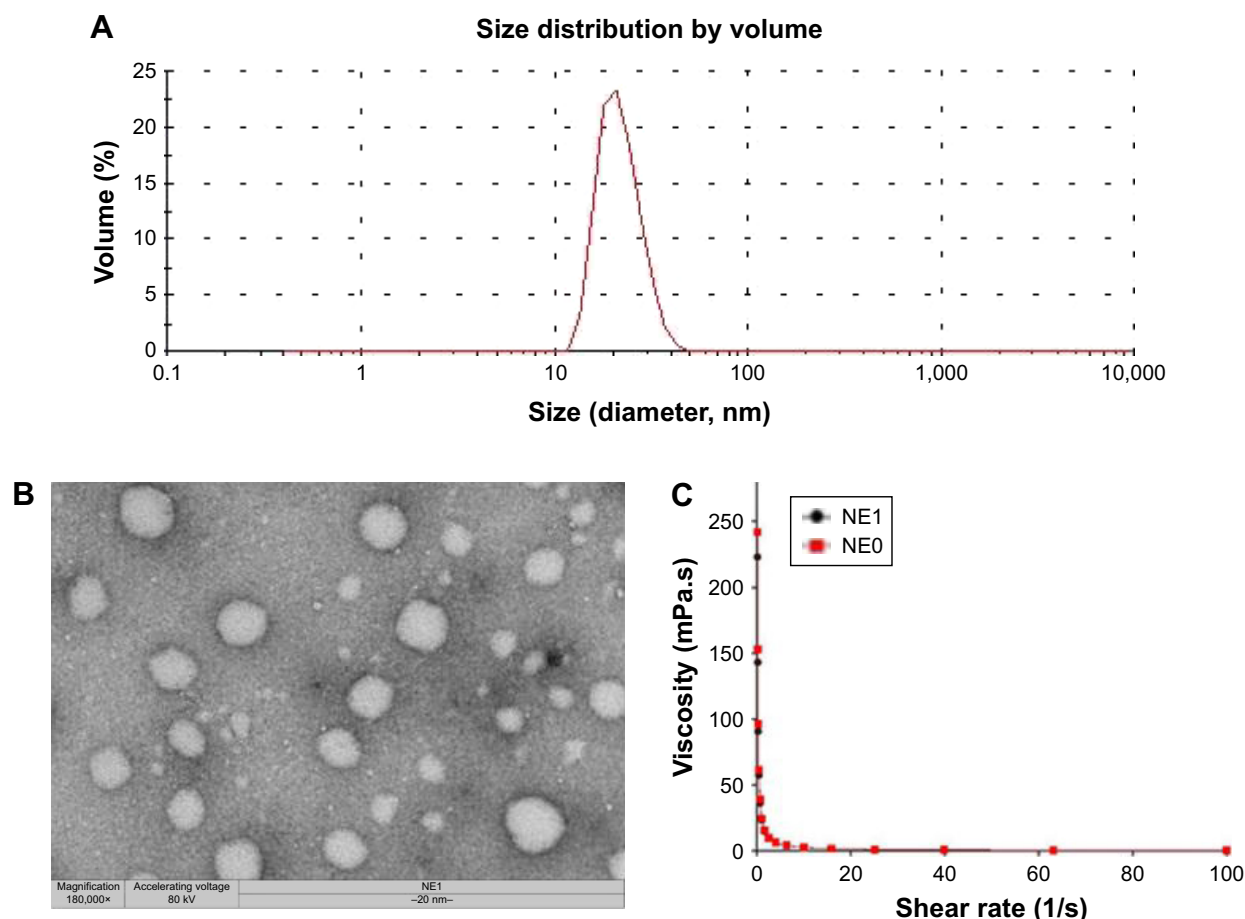 A
Size distribution by volume
Volume (%)
25
20
15
10
5
0
0.1 1 10 100 1,000 10,000
Size (diameter, nm)
B
Magnification Accelerating voltage NE1
180,000× 80 kV –20 nm–
C
NE1
NE0
Viscosity (mPa.s)
250
200
150
100
50
0
0 20 40 60 80 100
Shear rate (1/s)